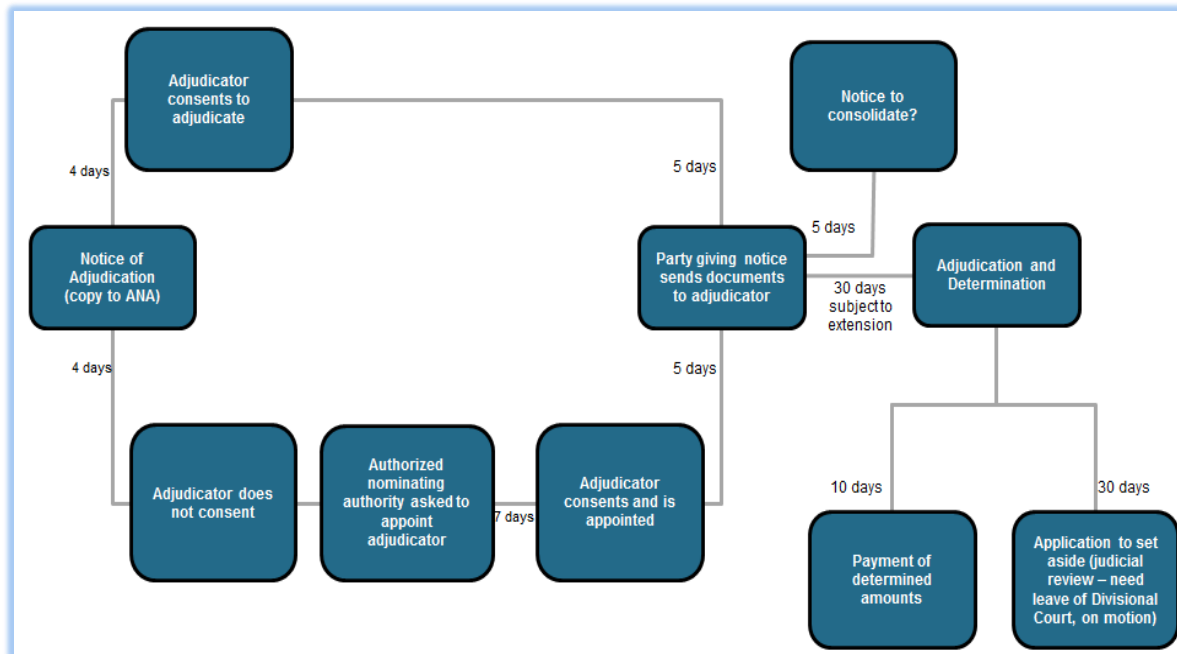 Adjudicator
consents to
adjudicate
Notice to
consolidate?
4 days
5 days
5 days
Notice of
Adjudication
(copy to ANA)
Party giving notice
sends documents
to adjudicator
Adjudication and
Determination
30 days
subject to
extension
4 days
5 days
Adjudicator does
not consent
Authorized
nominating
authority asked to
appoint
adjudicator
7 days
Adjudicator
consents and is
appointed
10 days
30 days
Payment of
determined
amounts
Application to set
aside (judicial
review – need
leave of Divisional
Court, on motion)